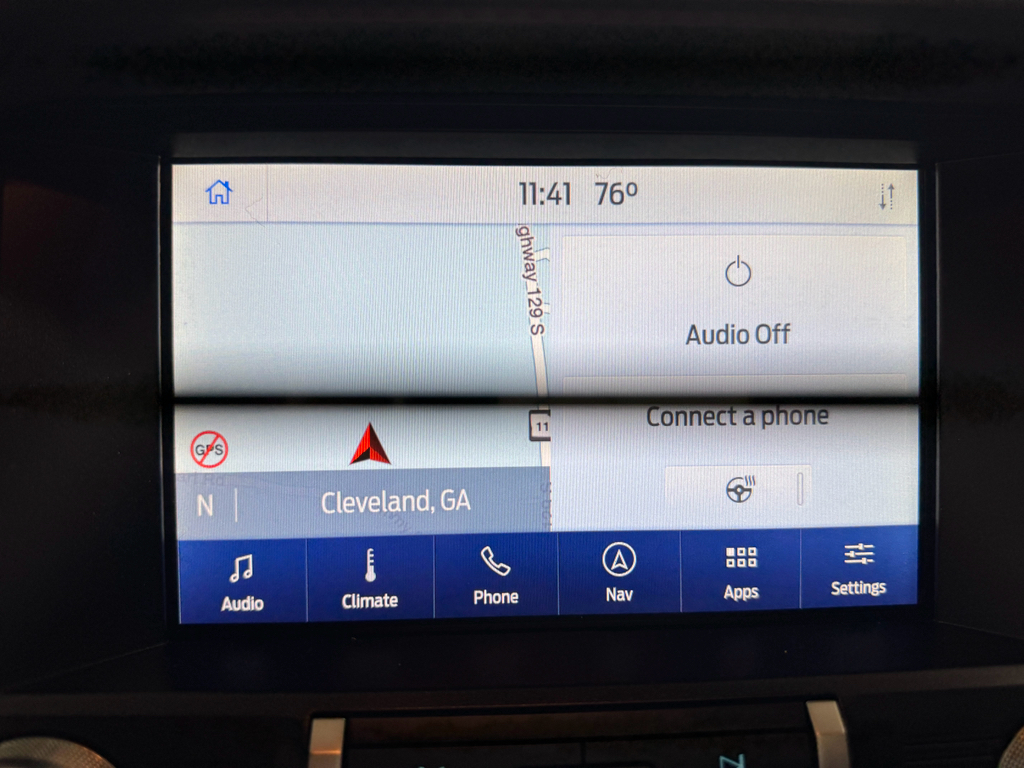 11:41 76°
ghway 129 S
Audio Off
11
Connect a phone
GPS
N
Cleveland, GA
Audio
Climate
Phone
Nav
Apps
Settings